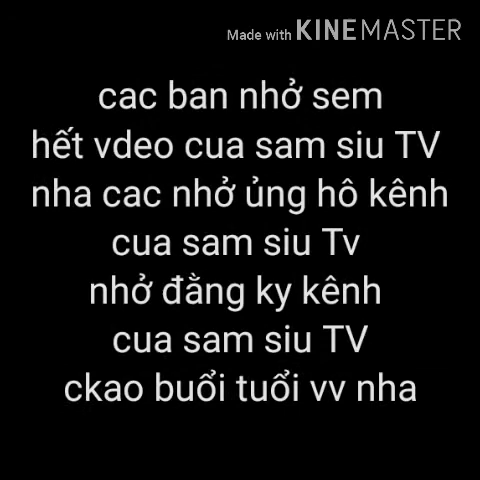 Made with KINEMASTER
cac ban nhở sem
hết vdeo cua sam siu TV
nha cac nhở ủng hô kênh
cua sam siu Tv
nhở đằng ky kênh
cua sam siu TV
ckao buổi tuổi vv nha